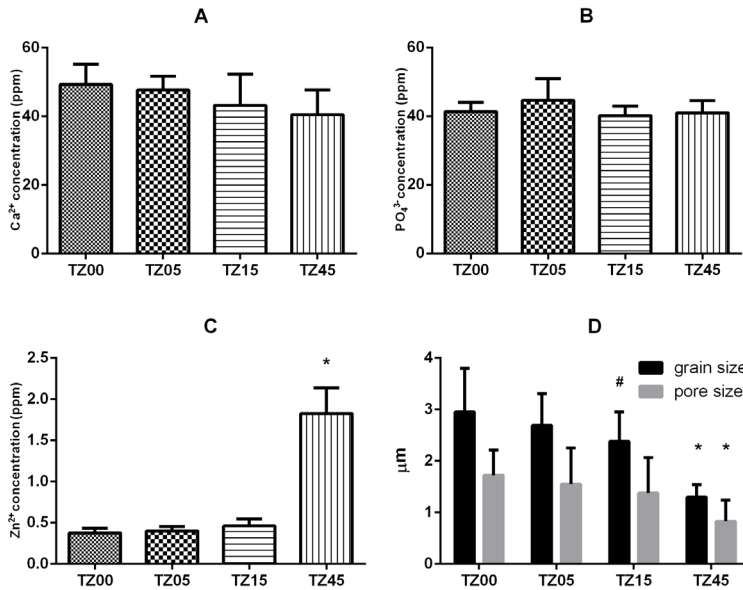 A
Ca²⁺ concentration (ppm)
60
40
20
0
TZ00 TZ05 TZ15 TZ45
B
PO₄³⁻ concentration (ppm)
60
40
20
0
TZ00 TZ05 TZ15 TZ45
C
Zn²⁺ concentration (ppm)
2.5
2.0
1.5
1.0
0.5
0.0
*
TZ00 TZ05 TZ15 TZ45
D
μm
4
3
2
1
0
grain size
pore size
#
* *
TZ00 TZ05 TZ15 TZ45